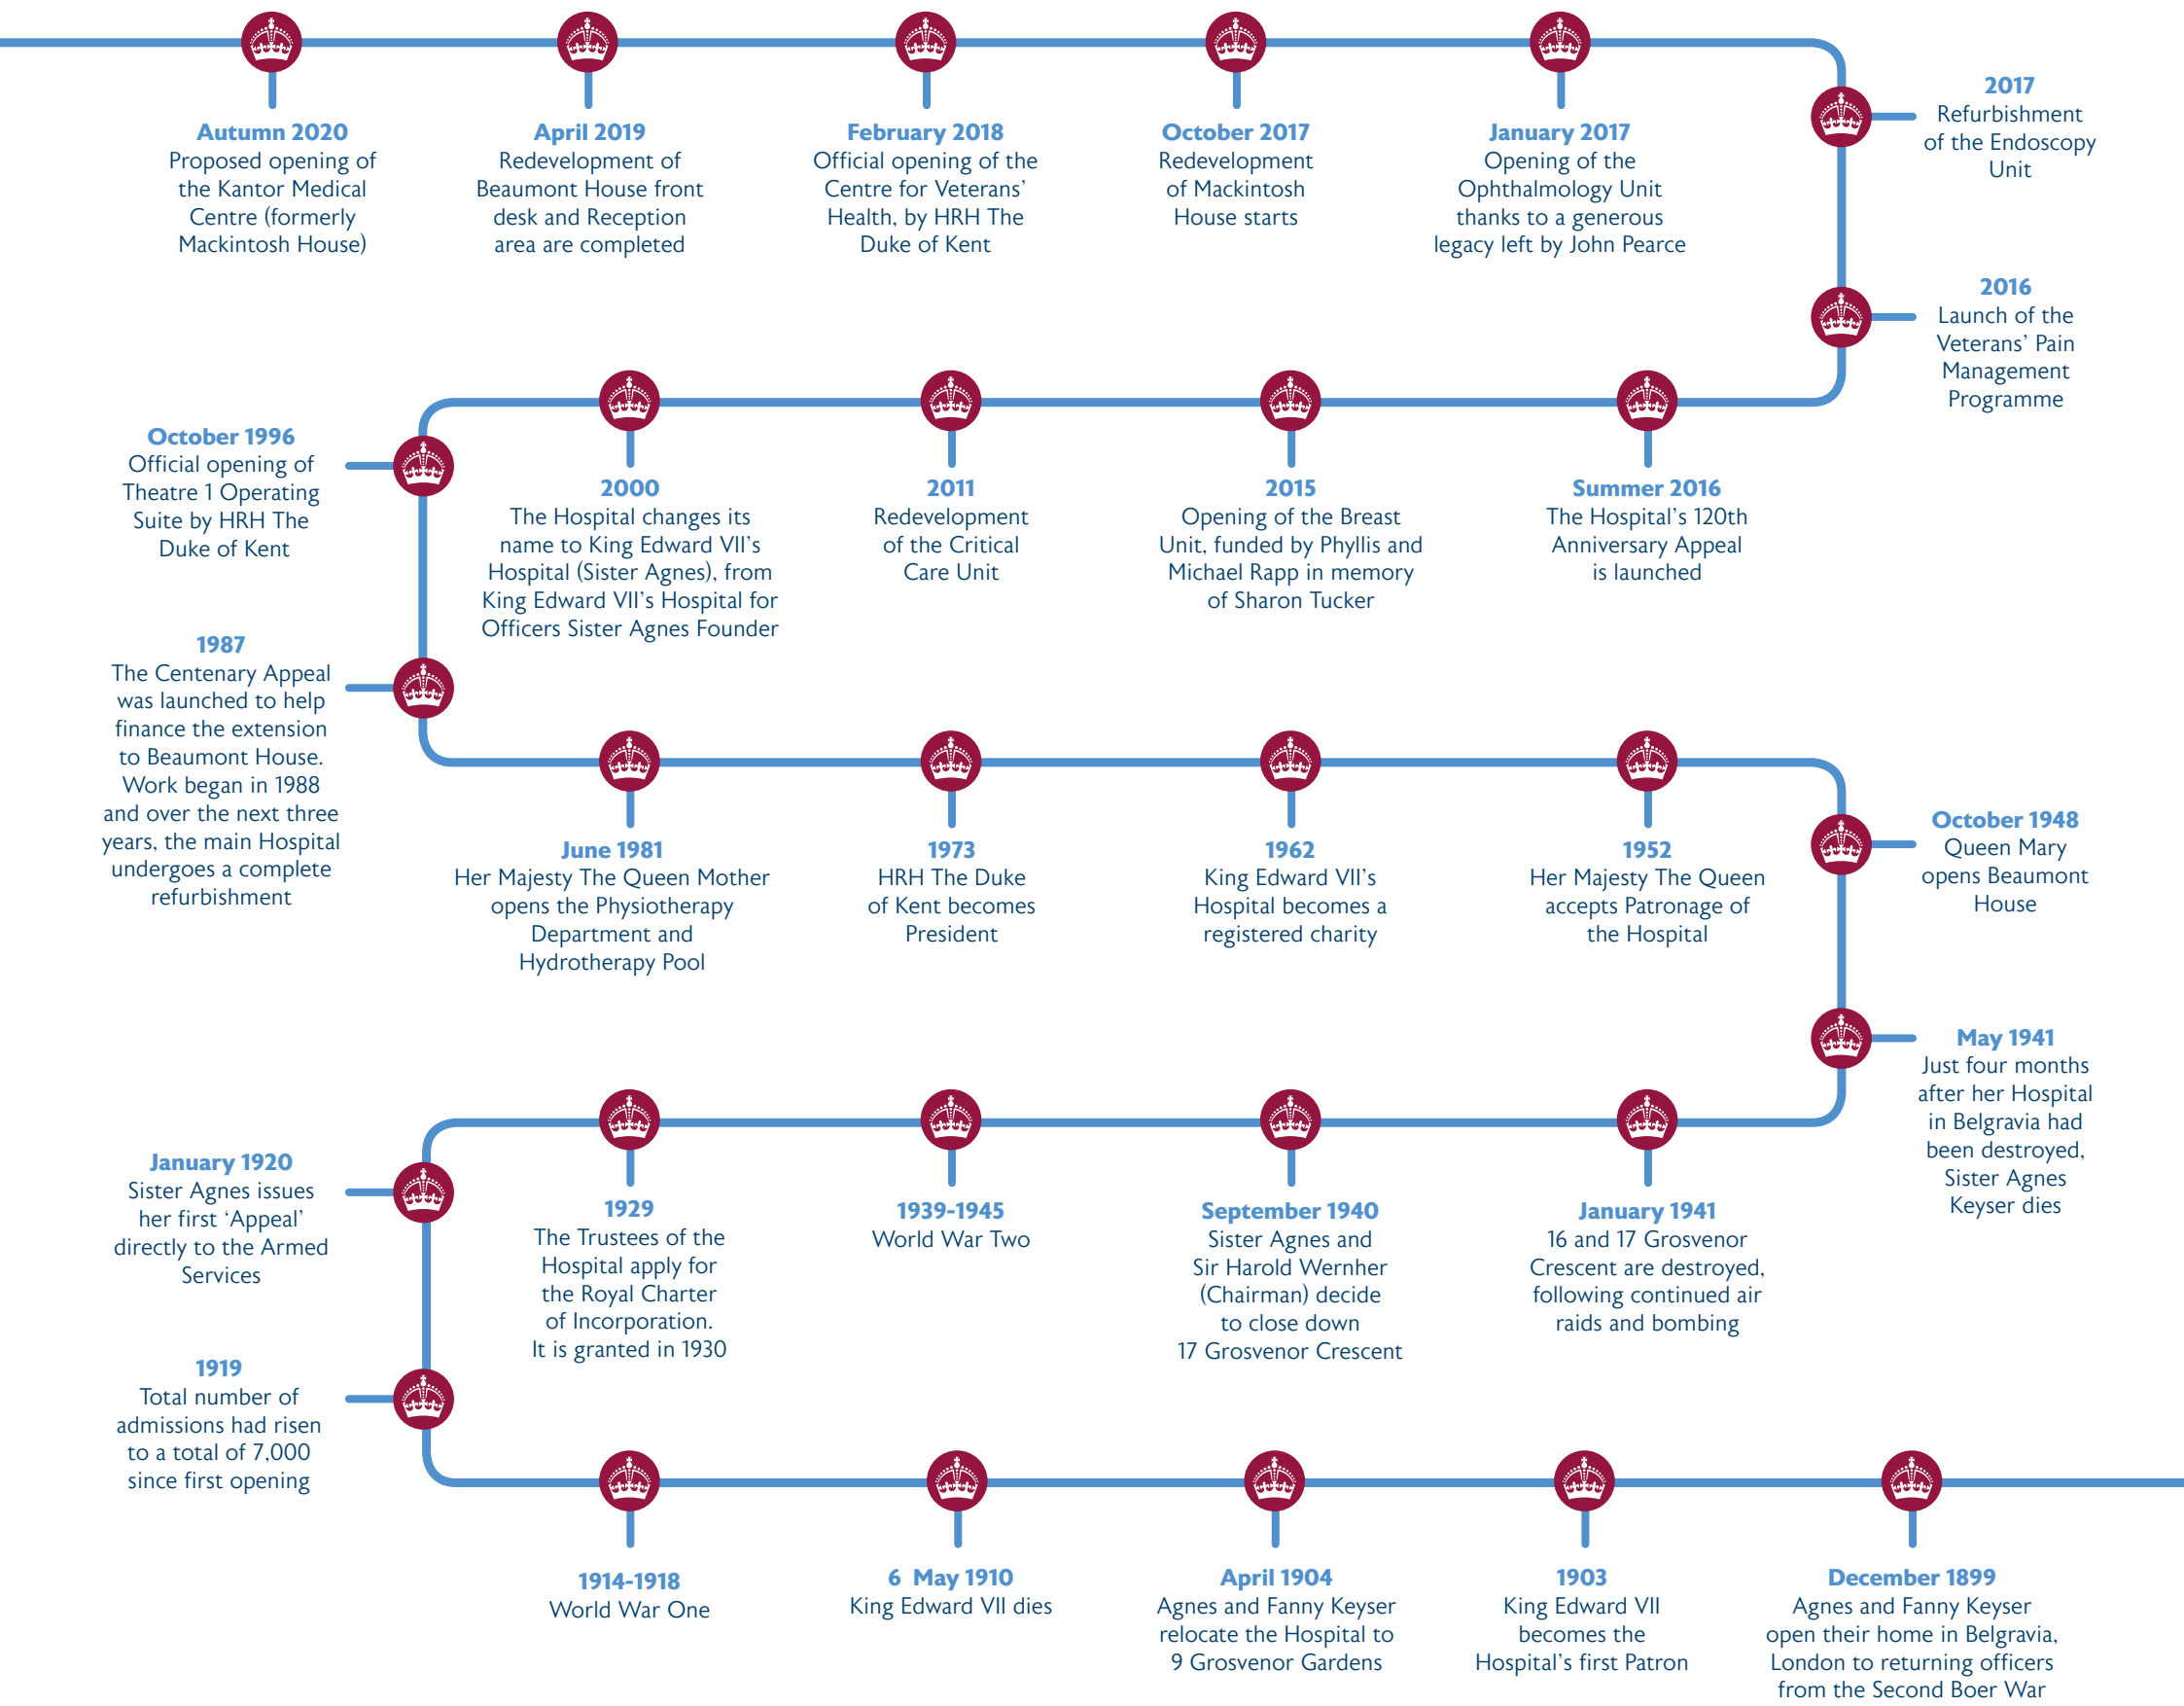 Autumn 2020
Proposed opening of
the Kantor Medical
Centre (formerly
Mackintosh House)
April 2019
Redevelopment of
Beaumont House front
desk and Reception
area are completed
February 2018
Official opening of the
Centre for Veterans’
Health, by HRH The
Duke of Kent
October 2017
Redevelopment
of Mackintosh
House starts
January 2017
Opening of the
Ophthalmology Unit
thanks to a generous
legacy left by John Pearce
2017
Refurbishment
of the Endoscopy
Unit
2016
Launch of the
Veterans’ Pain
Management
Programme
October 1996
Official opening of
Theatre 1 Operating
Suite by HRH The
Duke of Kent
2000
The Hospital changes its
name to King Edward VII’s
Hospital (Sister Agnes), from
King Edward VII’s Hospital for
Officers Sister Agnes Founder
2011
Redevelopment
of the Critical
Care Unit
2015
Opening of the Breast
Unit, funded by Phyllis and
Michael Rapp in memory
of Sharon Tucker
Summer 2016
The Hospital’s 120th
Anniversary Appeal
is launched
1987
The Centenary Appeal
was launched to help
finance the extension
to Beaumont House.
Work began in 1988
and over the next three
years, the main Hospital
undergoes a complete
refurbishment
June 1981
Her Majesty The Queen Mother
opens the Physiotherapy
Department and
Hydrotherapy Pool
1973
HRH The Duke
of Kent becomes
President
1962
King Edward VII’s
Hospital becomes a
registered charity
1952
Her Majesty The Queen
accepts Patronage of
the Hospital
October 1948
Queen Mary
opens Beaumont
House
May 1941
Just four months
after her Hospital
in Belgravia had
been destroyed,
Sister Agnes
Keyser dies
January 1920
Sister Agnes issues
her first ‘Appeal’
directly to the Armed
Services
1929
The Trustees of the
Hospital apply for
the Royal Charter
of Incorporation.
It is granted in 1930
1939-1945
World War Two
September 1940
Sister Agnes and
Sir Harold Wernher
(Chairman) decide
to close down
17 Grosvenor Crescent
January 1941
16 and 17 Grosvenor
Crescent are destroyed,
following continued air
raids and bombing
1919
Total number of
admissions had risen
to a total of 7,000
since first opening
1914-1918
World War One
6 May 1910
King Edward VII dies
April 1904
Agnes and Fanny Keyser
relocate the Hospital to
9 Grosvenor Gardens
1903
King Edward VII
becomes the
Hospital’s first Patron
December 1899
Agnes and Fanny Keyser
open their home in Belgravia,
London to returning officers
from the Second Boer War